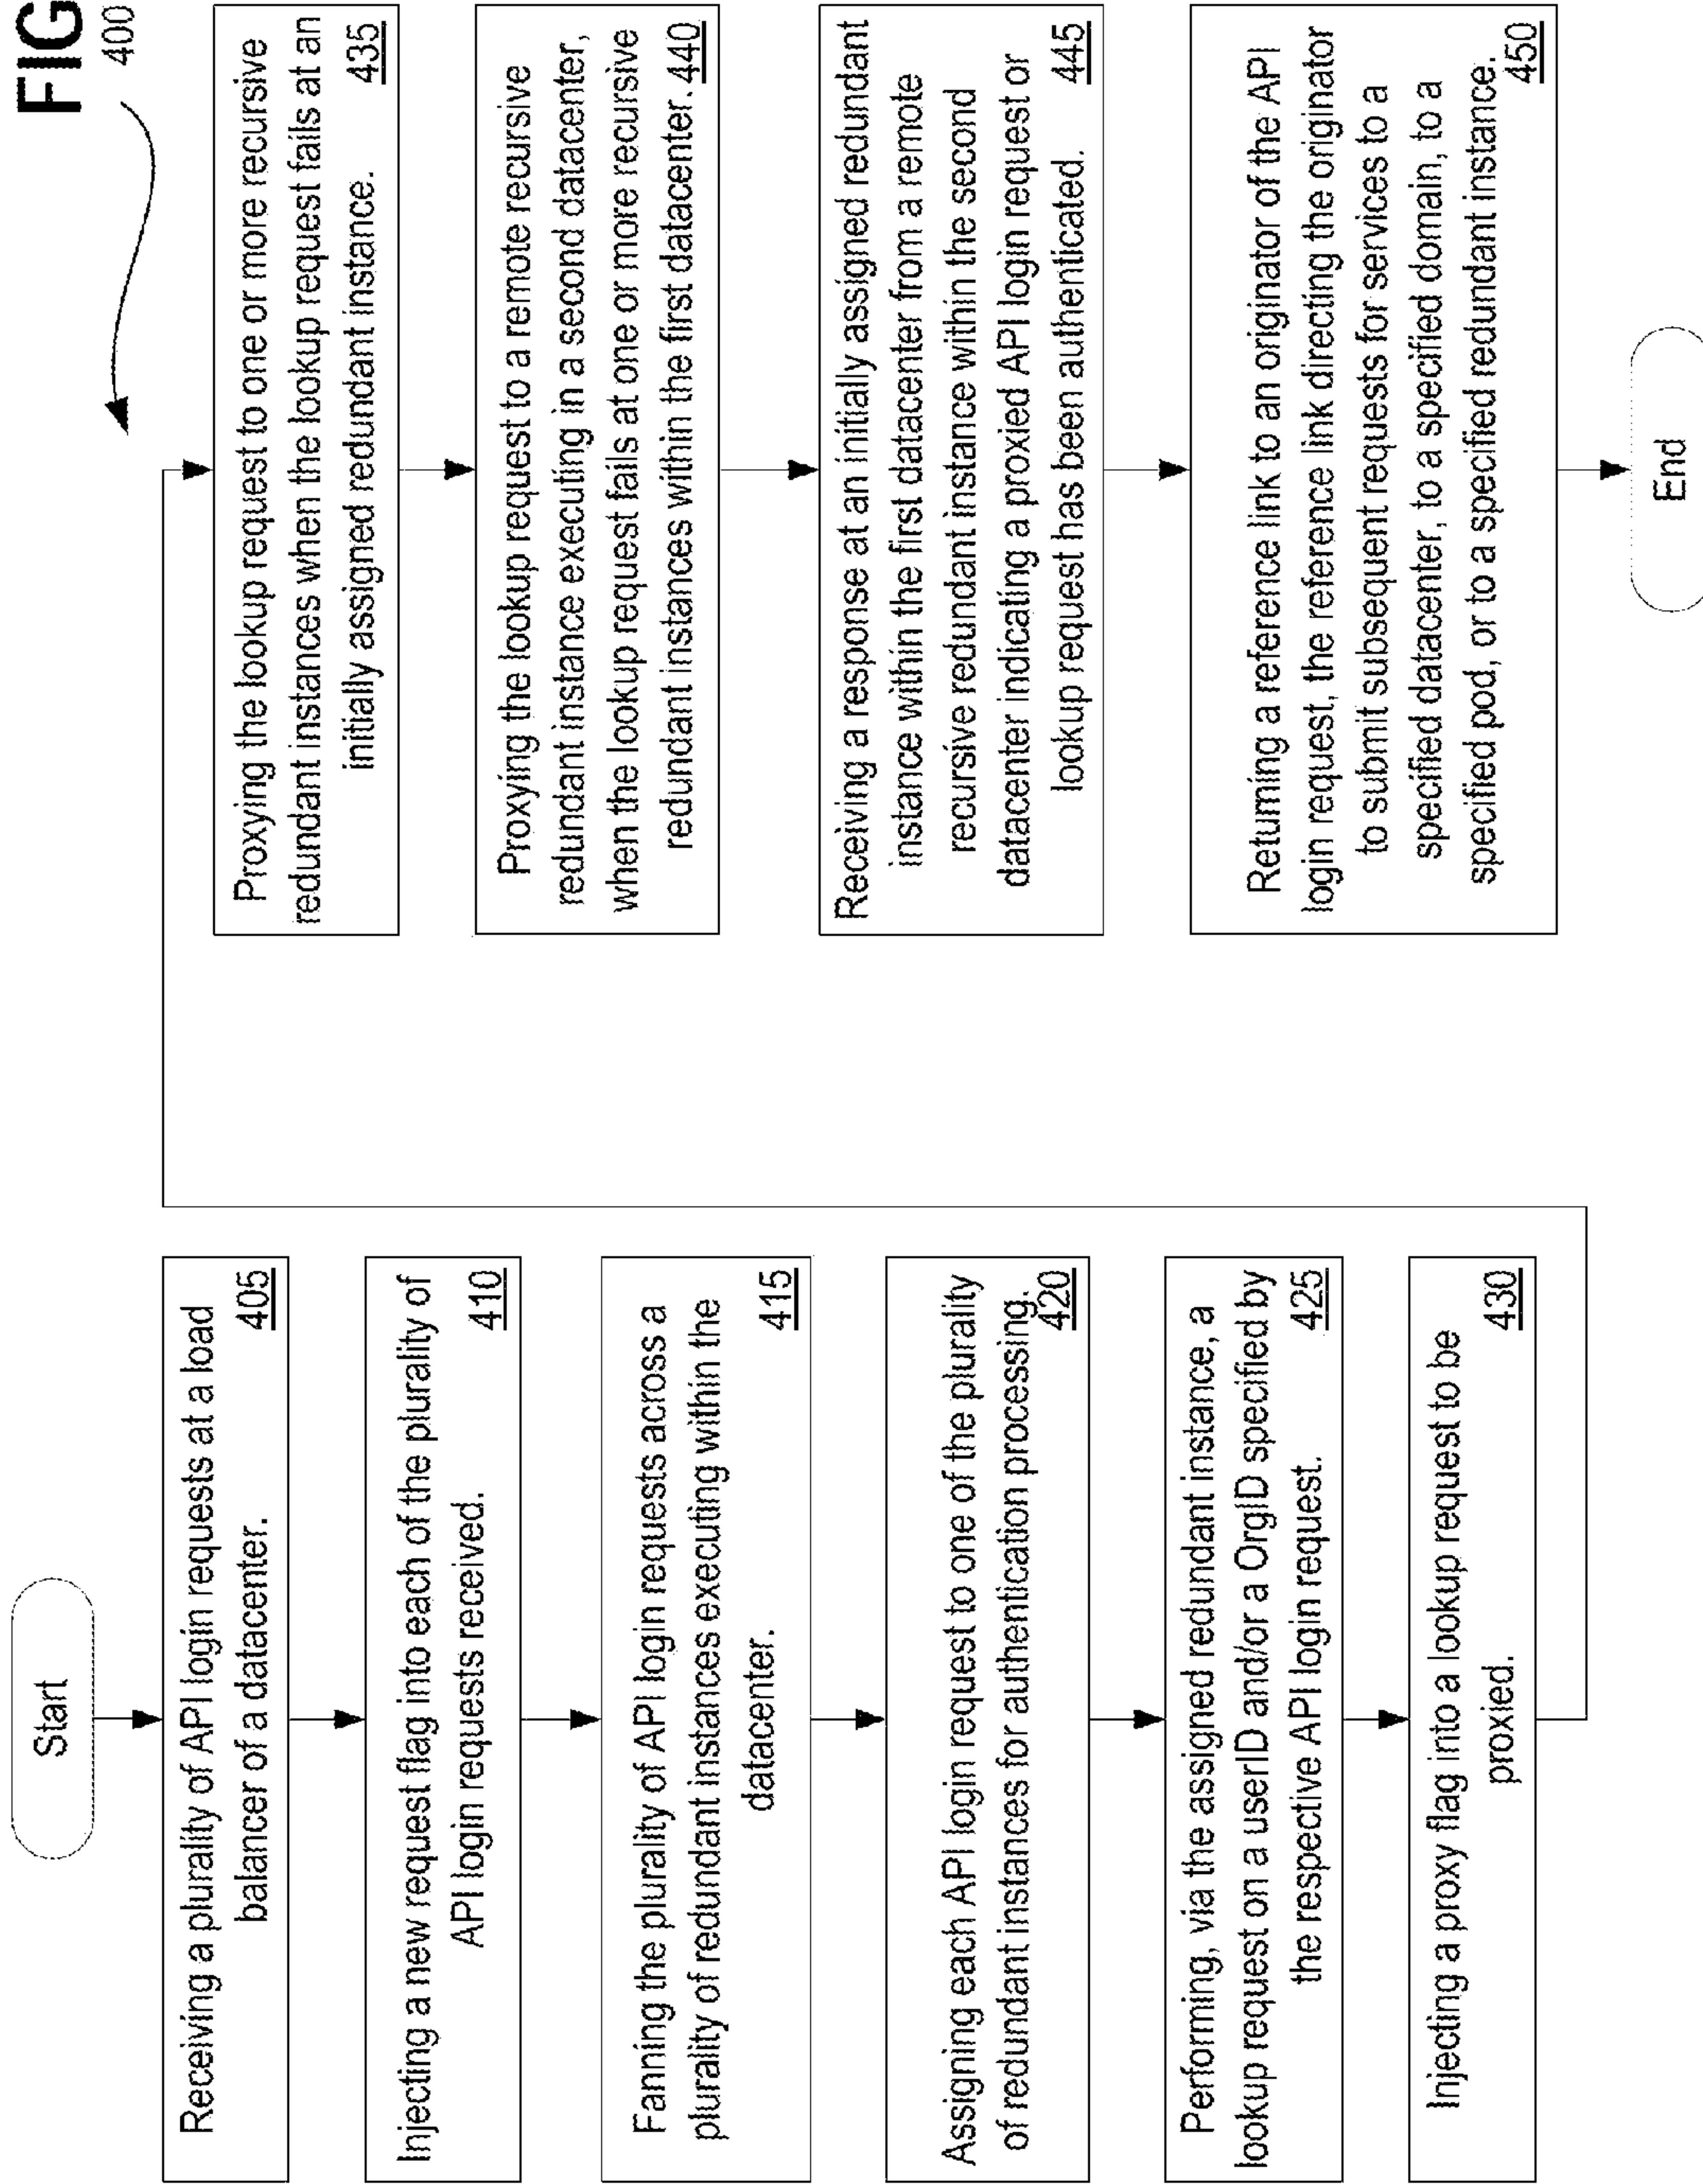 FIG
400
Start
Receiving a plurality of API login requests at a load
balancer of a datacenter.
405
Injecting a new request flag into each of the plurality of
API login requests received.
410
Fanning the plurality of API login requests across a
plurality of redundant instances executing within the
datacenter.
415
Assigning each API login request to one of the plurality
of redundant instances for authentication processing.
420
Performing, via the assigned redundant instance, a
lookup request on a userID and/or a OrgID specified by
the respective API login request.
425
Injecting a proxy flag into a lookup request to be
proxied.
430
Proxying the lookup request to one or more recursive
redundant instances when the lookup request fails at an
initially assigned redundant instance.
435
Proxying the lookup request to a remote recursive
redundant instance executing in a second datacenter,
when the lookup request fails at one or more recursive
redundant instances within the first datacenter.
440
Receiving a response at an initially assigned redundant
instance within the first datacenter from a remote
recursive redundant instance within the second
datacenter indicating a proxied API login request or
lookup request has been authenticated.
445
Returning a reference link to an originator of the API
login request, the reference link directing the originator
to submit subsequent requests for services to a
specified datacenter, to a specified domain, to a
specified pod, or to a specified redundant instance.
450
End